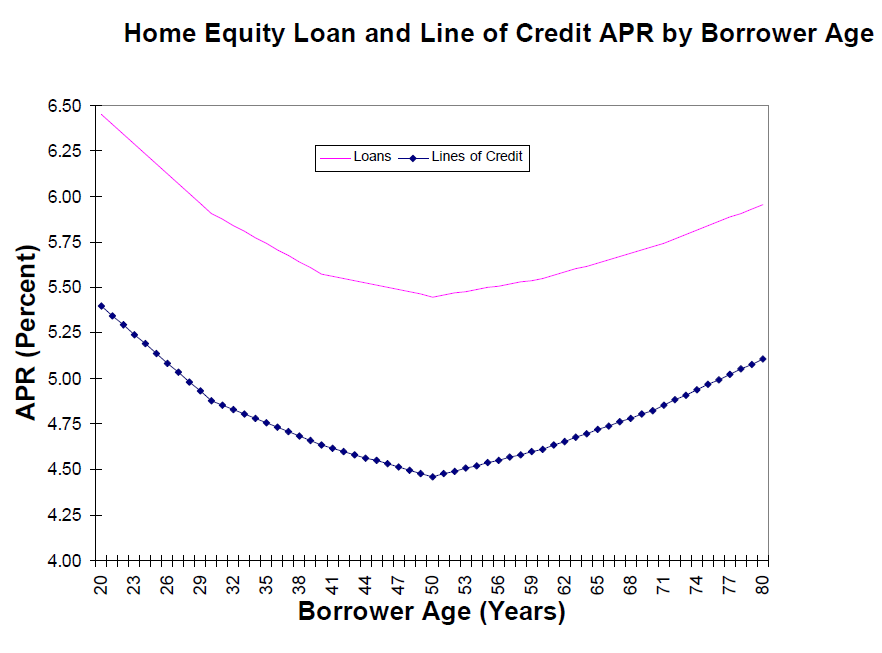 Home Equity Loan and Line of Credit APR by Borrower Age
6.50
6.25
6.00
5.75
5.50
5.25
5.00
4.75
4.50
4.25
4.00
APR (Percent)
Loans Lines of Credit
20 23 26 29 32 35 38 41 44 47 50 53 56 59 62 65 68 71 74 77 80
Borrower Age (Years)